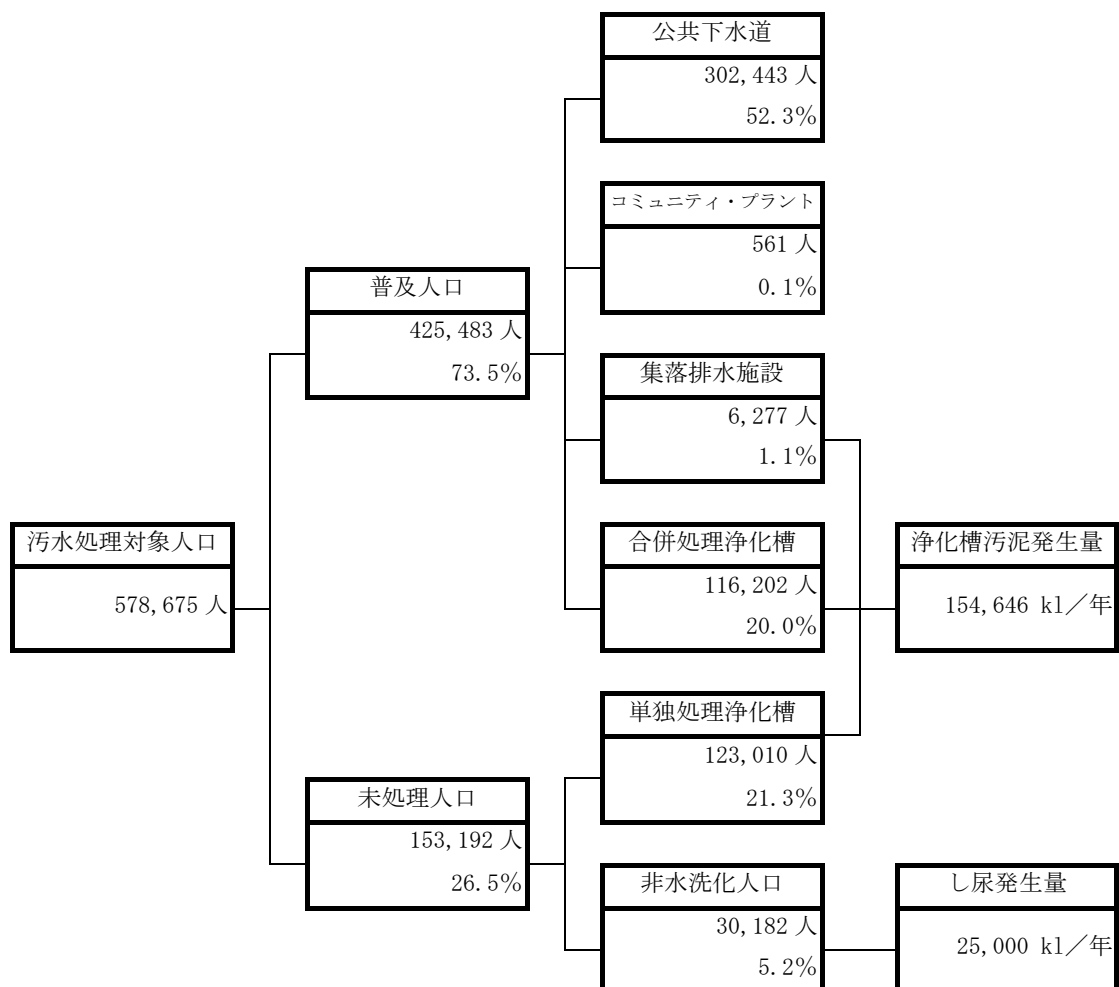 公共下水道
302,443 人
52.3%
コミュニティ・プラント
561 人
0.1%
普及人口
425,483 人
73.5%
集落排水施設
6,277 人
1.1%
汚水処理対象人口
578,675 人
合併処理浄化槽
116,202 人
20.0%
浄化槽汚泥発生量
154,646 kl／年
単独処理浄化槽
123,010 人
21.3%
未処理人口
153,192 人
26.5%
非水洗化人口
30,182 人
5.2%
し尿発生量
25,000 kl／年